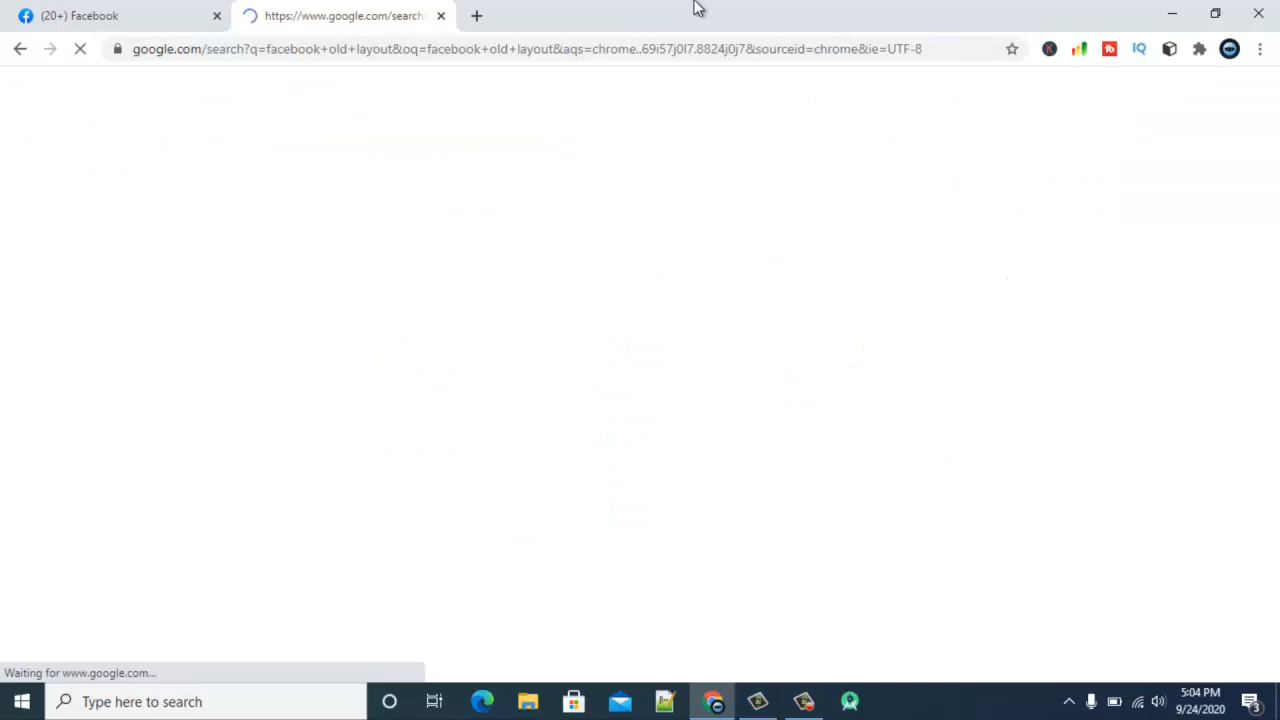 (20+) Facebook
https://www.google.com/search?
google.com/search?q=facebook+old+layout&oq=facebook+old+layout&aqs=chrome..69i57j0l7.8824j0j7&sourceid=chrome&ie=UTF-8
IQ
Waiting for www.google.com...
Type here to search
5:04 PM
9/24/2020
3